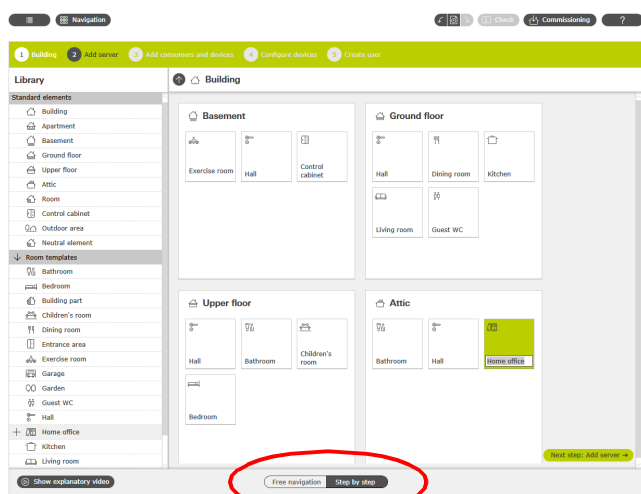 Navigation
Check
Commissioning
?
1 Building 2 Add server 3 Add consumers and devices 4 Configure devices 5 Create user
Library
Building
Standard elements
Building
Apartment
Basement
Ground floor
Upper floor
Attic
Room
Control cabinet
Outdoor area
Neutral element
Room templates
Bathroom
Bedroom
Building part
Children's room
Dining room
Entrance area
Exercise room
Garage
Garden
Guest WC
Hall
Home office
Kitchen
Living room
Basement
Exercise room
Hall
Control
cabinet
Ground floor
Hall
Dining room
Kitchen
Living room
Guest WC
Upper floor
Hall
Bathroom
Children's
room
Bedroom
Attic
Bathroom
Hall
Home office
Next step: Add server
Show explanatory video
Free navigation
Step by step